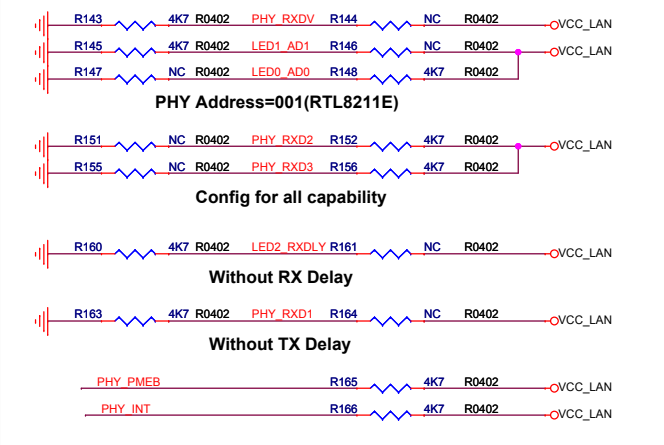 R143 4K7 R0402 PHY_RXDV R144 NC R0402 VCC_LAN
R145 4K7 R0402 LED1_AD1 R146 NC R0402 VCC_LAN
R147 NC R0402 LED0_AD0 R148 4K7 R0402
PHY Address=001(RTL8211E)
R151 NC R0402 PHY_RXD2 R152 4K7 R0402 VCC_LAN
R155 NC R0402 PHY_RXD3 R156 4K7 R0402
Config for all capability
R160 4K7 R0402 LED2_RXDLY R161 NC R0402 VCC_LAN
Without RX Delay
R163 4K7 R0402 PHY_RXD1 R164 NC R0402 VCC_LAN
Without TX Delay
PHY_PMEB R165 4K7 R0402 VCC_LAN
PHY_INT R166 4K7 R0402 VCC_LAN